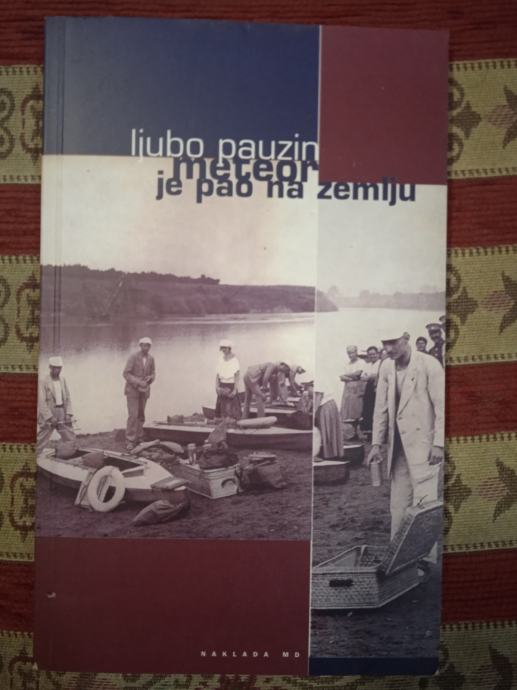 ljubo pauzin
meteor
je pao na zemlju
NAKLADA MD